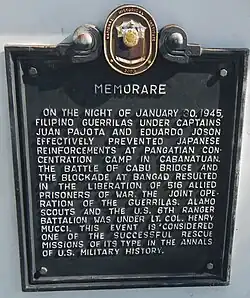 MEMORARE
ON THE NIGHT OF JANUARY 30, 1945,
FILIPINO GUERRILAS UNDER CAPTAINS
JUAN PAJOTA AND EDUARDO JOSON
EFFECTIVELY PREVENTED JAPANESE
REINFORCEMENTS AT PANGATIAN CON-
CENTRATION CAMP IN CABANATUAN.
THE BATTLE OF CABU BRIDGE AND
THE BLOCKADE AT BANGAD RESULTED
IN THE LIBERATION OF 516 ALLIED
PRISONERS OF WAR. THE JOINT OPE-
RATION OF THE GUERRILAS, ALAMO
SCOUTS AND THE U.S. 6TH RANGER
BATTALION WAS UNDER LT. COL. HENRY
MUCCI. THIS EVENT IS CONSIDERED
ONE OF THE SUCCESSFUL RESCUE
MISSIONS OF ITS TYPE IN THE ANNALS
OF U.S. MILITARY HISTORY.